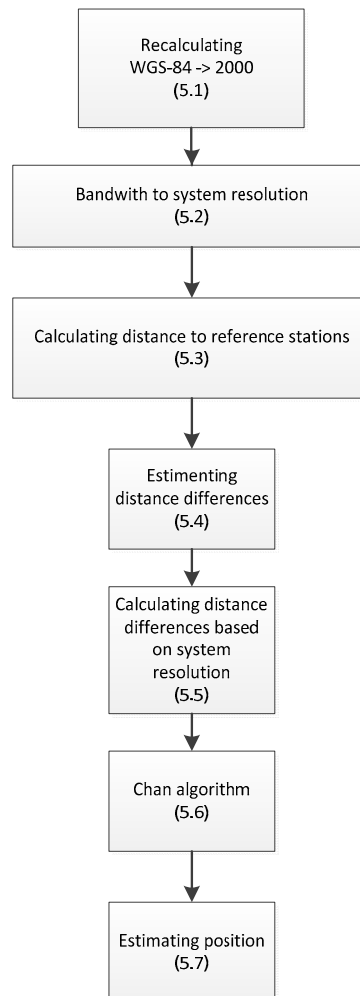 Recalculating
WGS-84 -> 2000
(5.1)
Bandwith to system resolution
(5.2)
Calculating distance to reference stations
(5.3)
Estimenting
distance differences
(5.4)
Calculating distance
differences based
on system
resolution
(5.5)
Chan algorithm
(5.6)
Estimating position
(5.7)